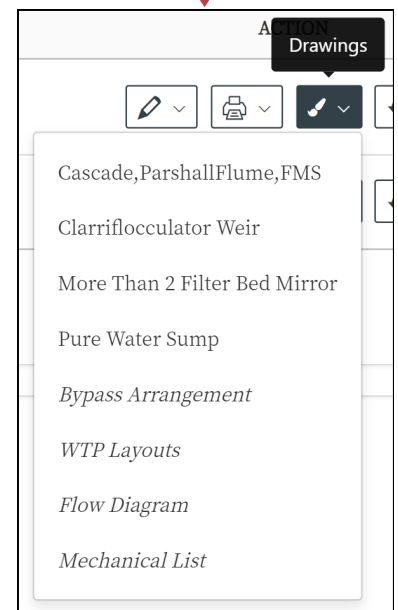 ACTION
Drawings
Cascade,ParshallFlume,FMS
Clarriflocculator Weir
More Than 2 Filter Bed Mirror
Pure Water Sump
Bypass Arrangement
WTP Layouts
Flow Diagram
Mechanical List